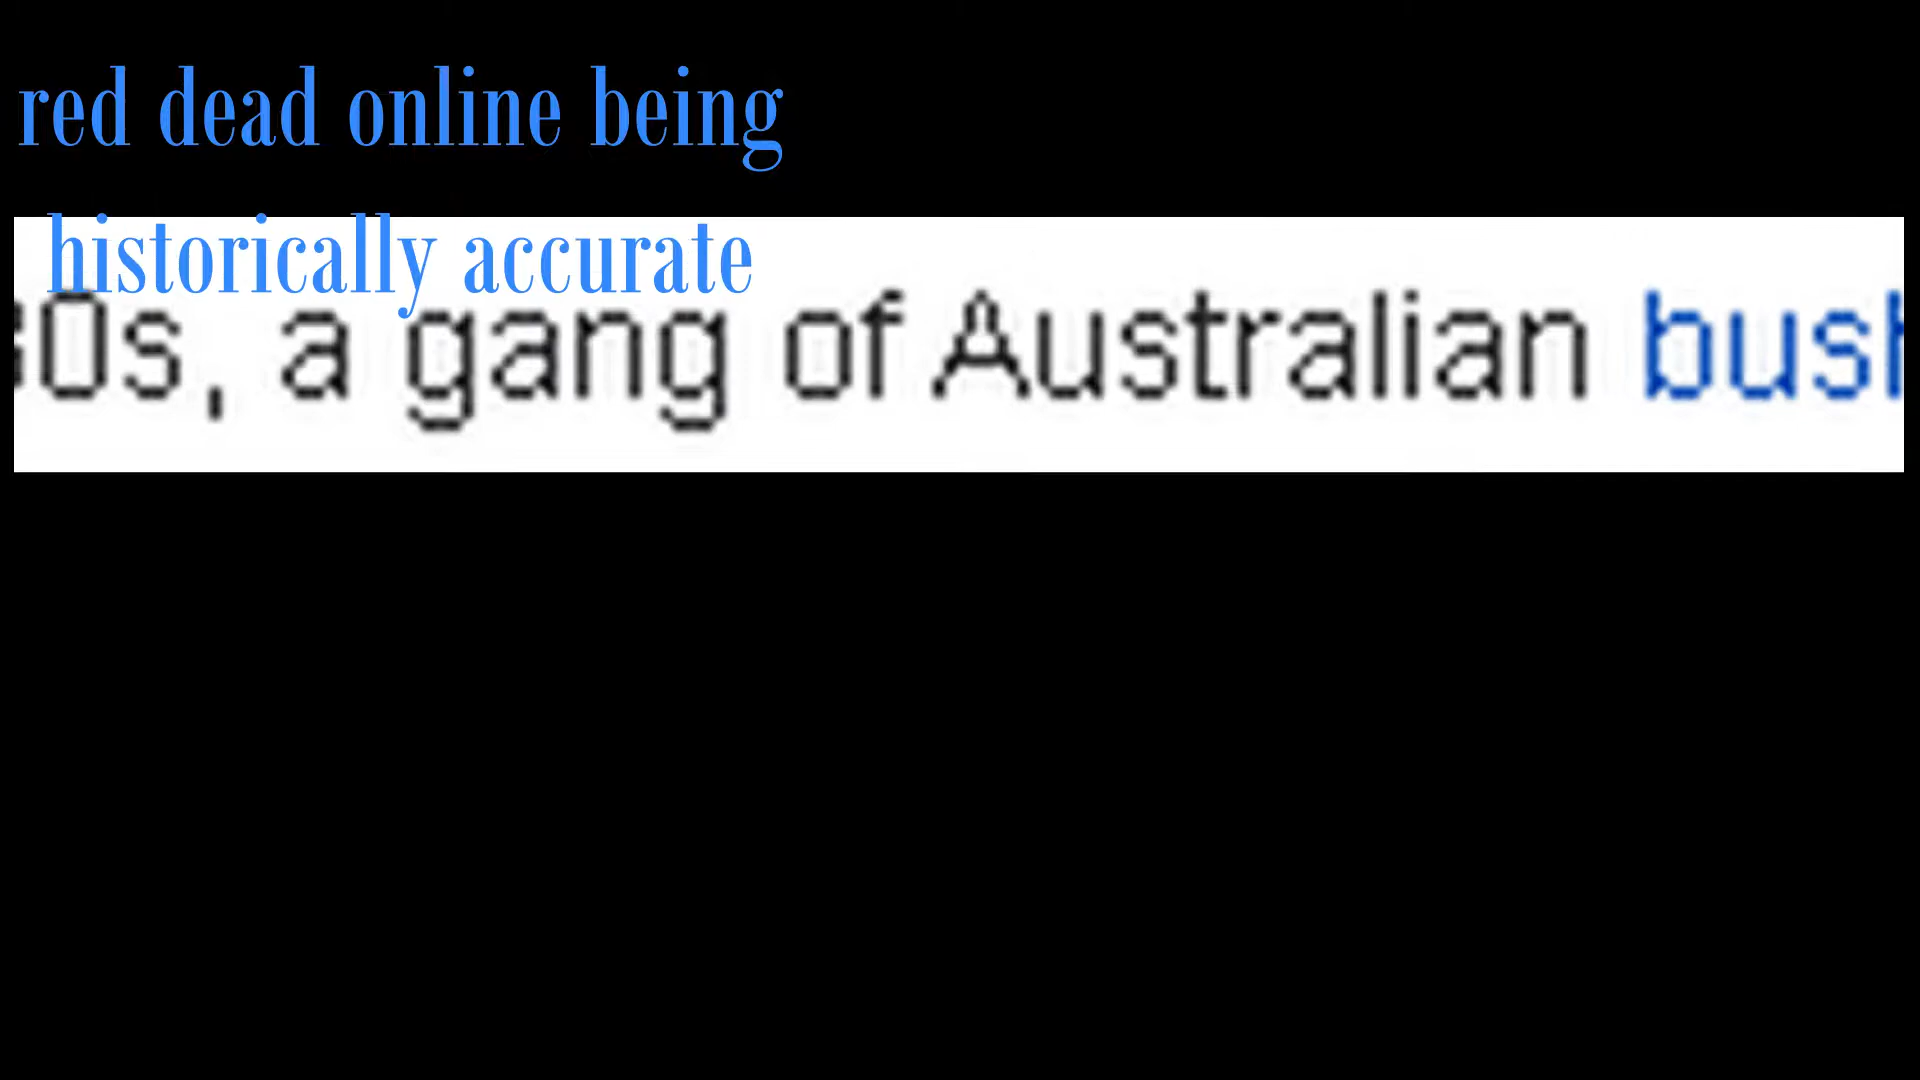 red dead online being
historically accurate
0s, a gang of Australian